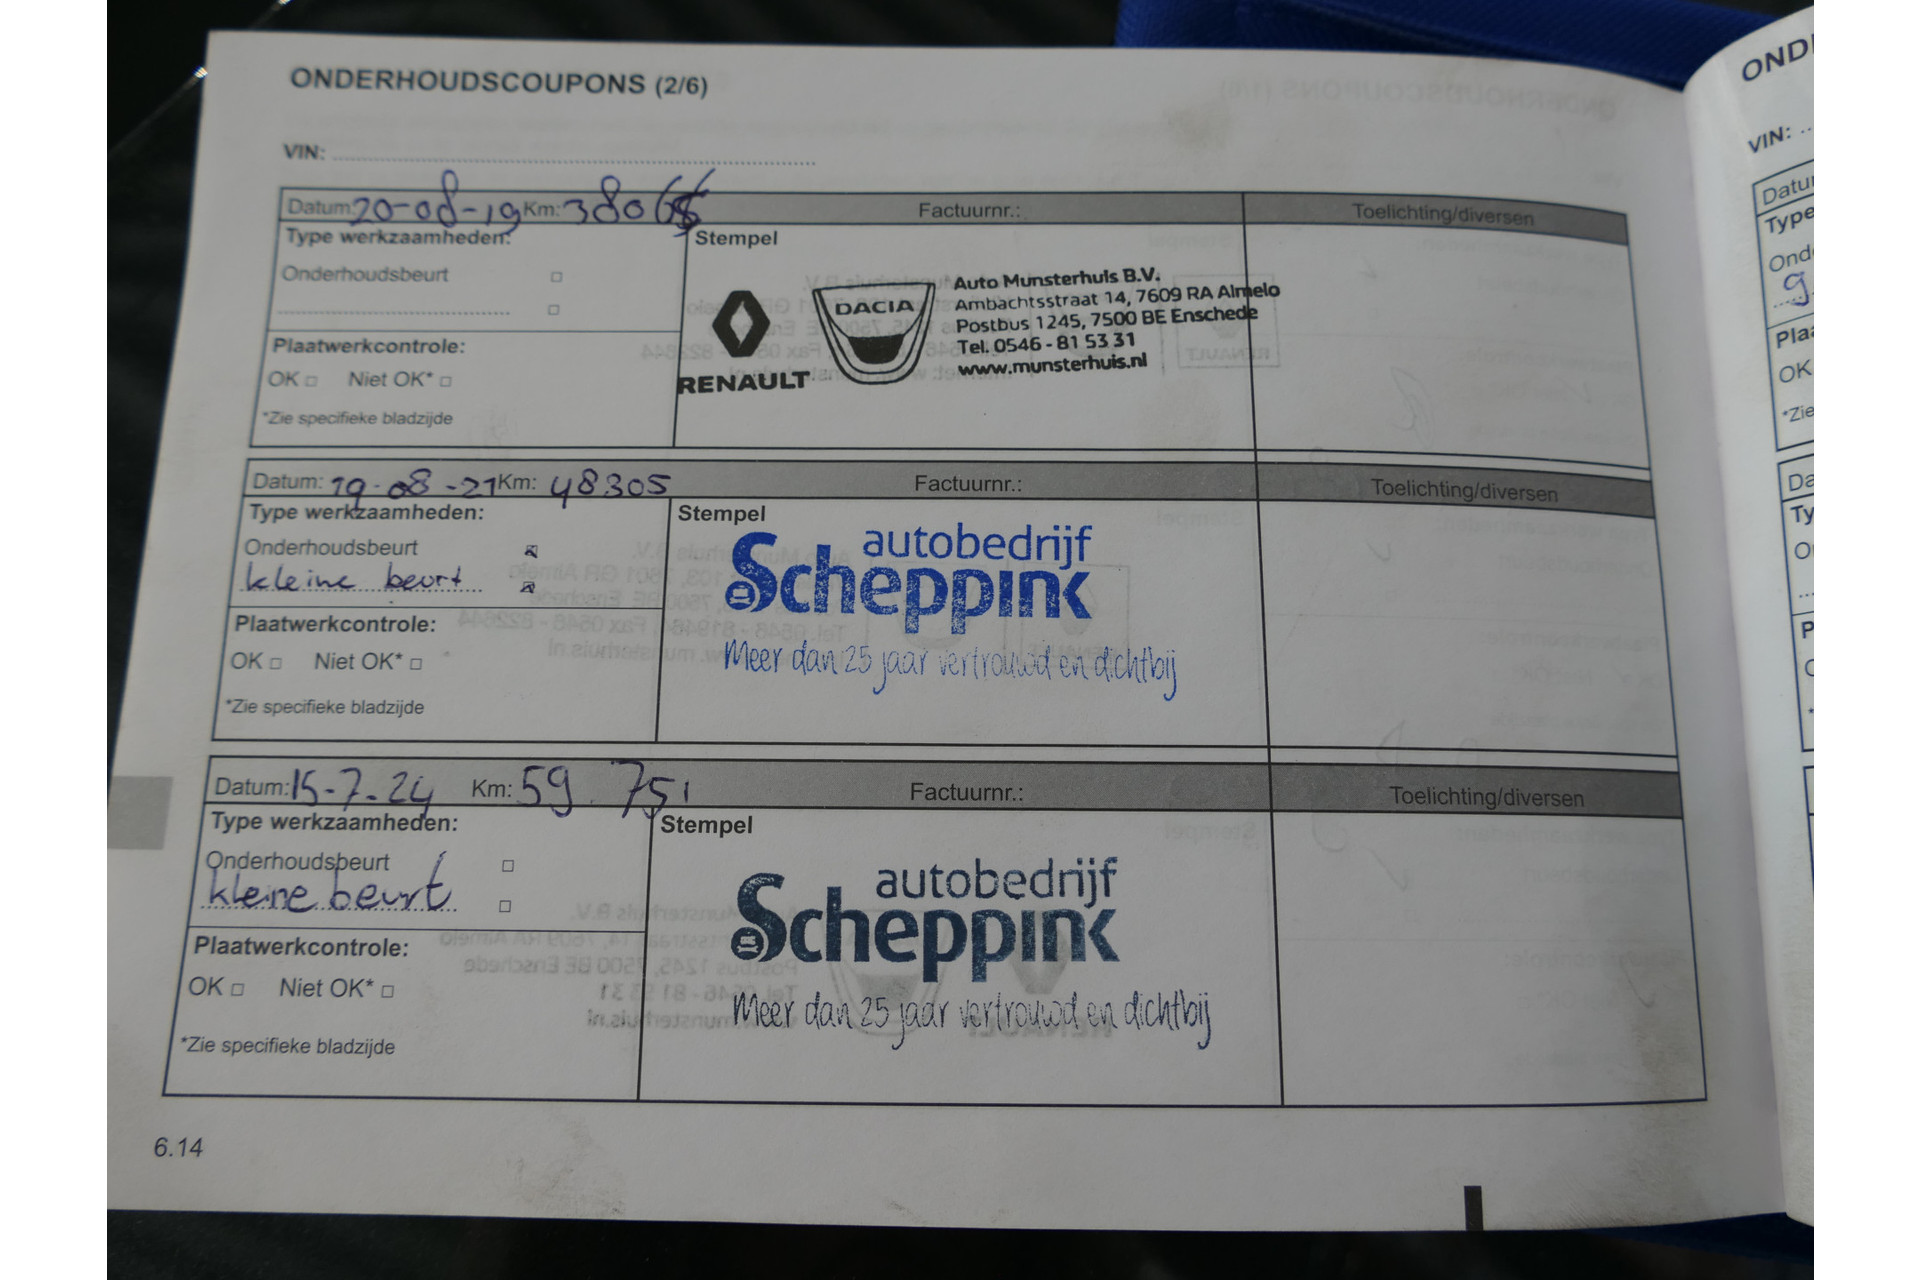 ONDERHOUDSCOUPONS (2/6)
VIN:
Datum: 20-08-19 Km: Factuurnr.: Toelichting/diversen
Type werkzaamheden: Stempel
Onderhoudsbeurt
Plaatwerkcontrole:
OK Niet OK*
*Zie specifieke bladzijde
RENAULT
DACIA
Auto Munsterhuis B.V.
Ambachtsstraat 14, 7609 RA Almelo
Postbus 1245, 7500 BE Enschede
Tel. 0546 - 81 53 31
www.munsterhuis.nl
Datum: 19-08-21 Km: 48305 Factuurnr.: Toelichting/diversen
Type werkzaamheden: Stempel
Onderhoudsbeurt
kleine beurt
Plaatwerkcontrole:
OK Niet OK*
*Zie specifieke bladzijde
autobedrijf
Scheppink
Meer dan 25 jaar vertrouwd en dichtbij
Datum: 15-7-24 Km: 59.751 Factuurnr.: Toelichting/diversen
Type werkzaamheden: Stempel
Onderhoudsbeurt
kleine beurt
Plaatwerkcontrole:
OK Niet OK*
*Zie specifieke bladzijde
autobedrijf
Scheppink
Meer dan 25 jaar vertrouwd en dichtbij
6.14
VIN: